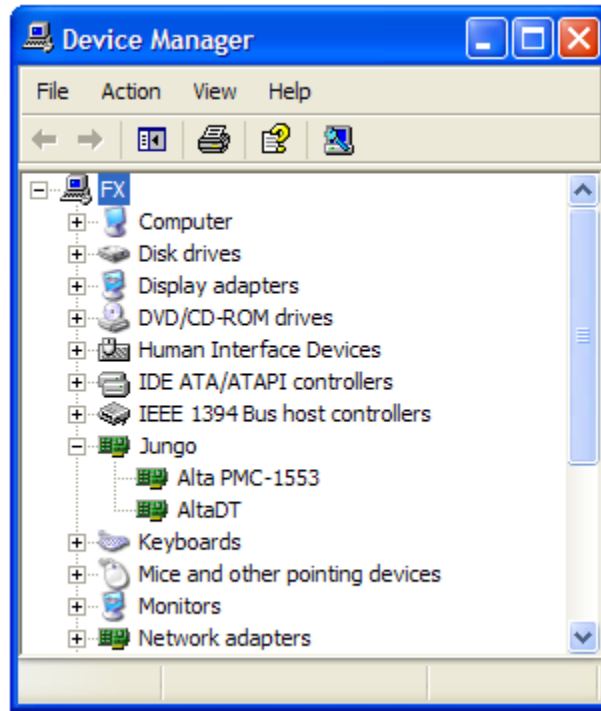 Device Manager
File Action View Help
FX
Computer
Disk drives
Display adapters
DVD/CD-ROM drives
Human Interface Devices
IDE ATA/ATAPI controllers
IEEE 1394 Bus host controllers
Jungo
Alta PMC-1553
AltaDT
Keyboards
Mice and other pointing devices
Monitors
Network adapters